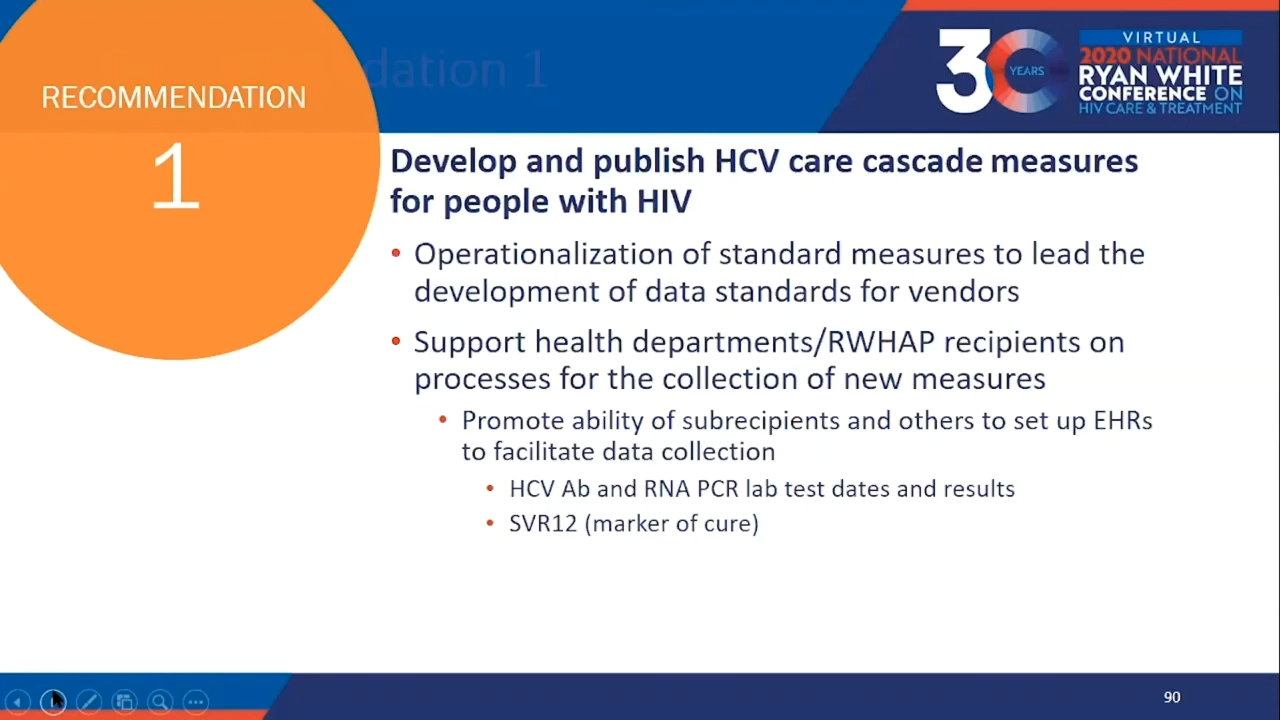 RECOMMENDATION
1
dation 1
30
YEARS
VIRTUAL
2020 NATIONAL
RYAN WHITE
CONFERENCE ON
HIV CARE & TREATMENT
Develop and publish HCV care cascade measures
for people with HIV
• Operationalization of standard measures to lead the
development of data standards for vendors
• Support health departments/RWHAP recipients on
processes for the collection of new measures
• Promote ability of subrecipients and others to set up EHRs
to facilitate data collection
• HCV Ab and RNA PCR lab test dates and results
• SVR12 (marker of cure)
90